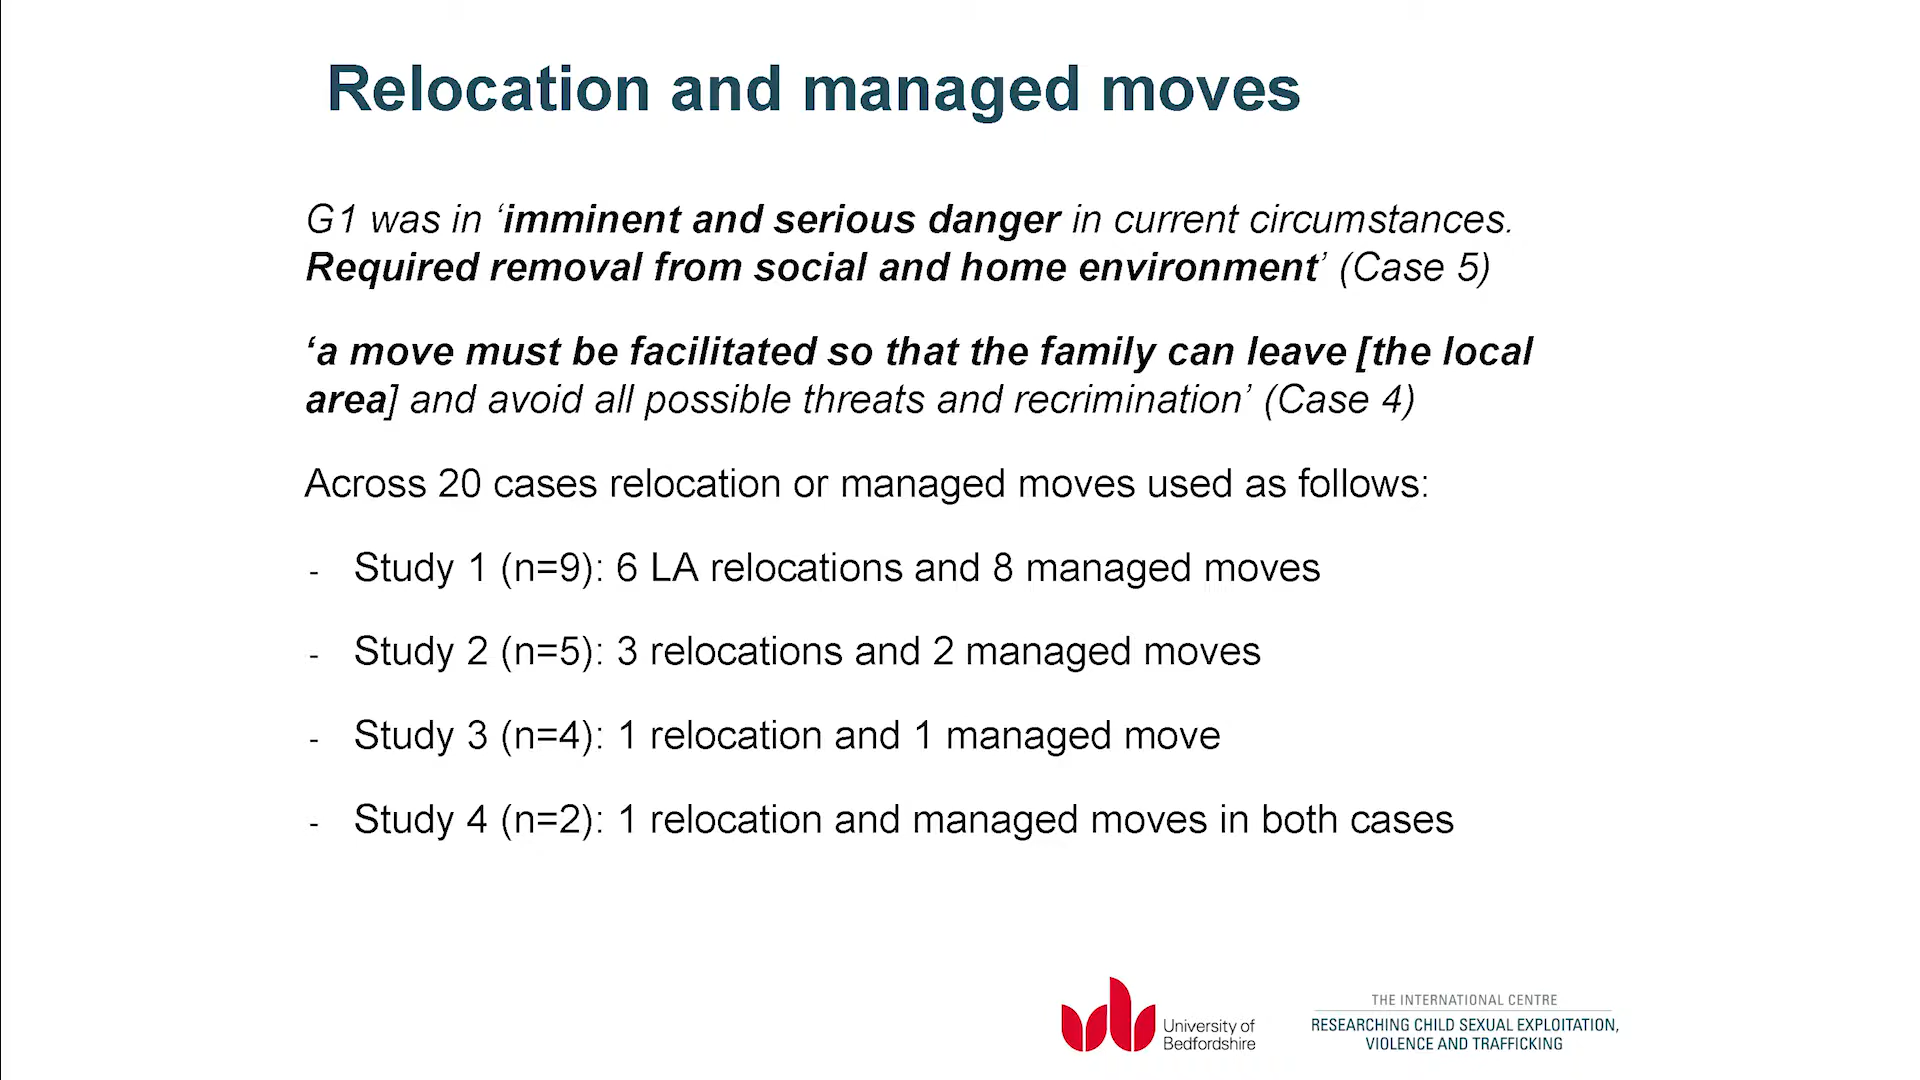 Relocation and managed moves
G1 was in ‘imminent and serious danger in current circumstances.
Required removal from social and home environment’ (Case 5)
‘a move must be facilitated so that the family can leave [the local
area] and avoid all possible threats and recrimination’ (Case 4)
Across 20 cases relocation or managed moves used as follows:
- Study 1 (n=9): 6 LA relocations and 8 managed moves
- Study 2 (n=5): 3 relocations and 2 managed moves
- Study 3 (n=4): 1 relocation and 1 managed move
- Study 4 (n=2): 1 relocation and managed moves in both cases
University of
Bedfordshire
THE INTERNATIONAL CENTRE
RESEARCHING CHILD SEXUAL EXPLOITATION,
VIOLENCE AND TRAFFICKING